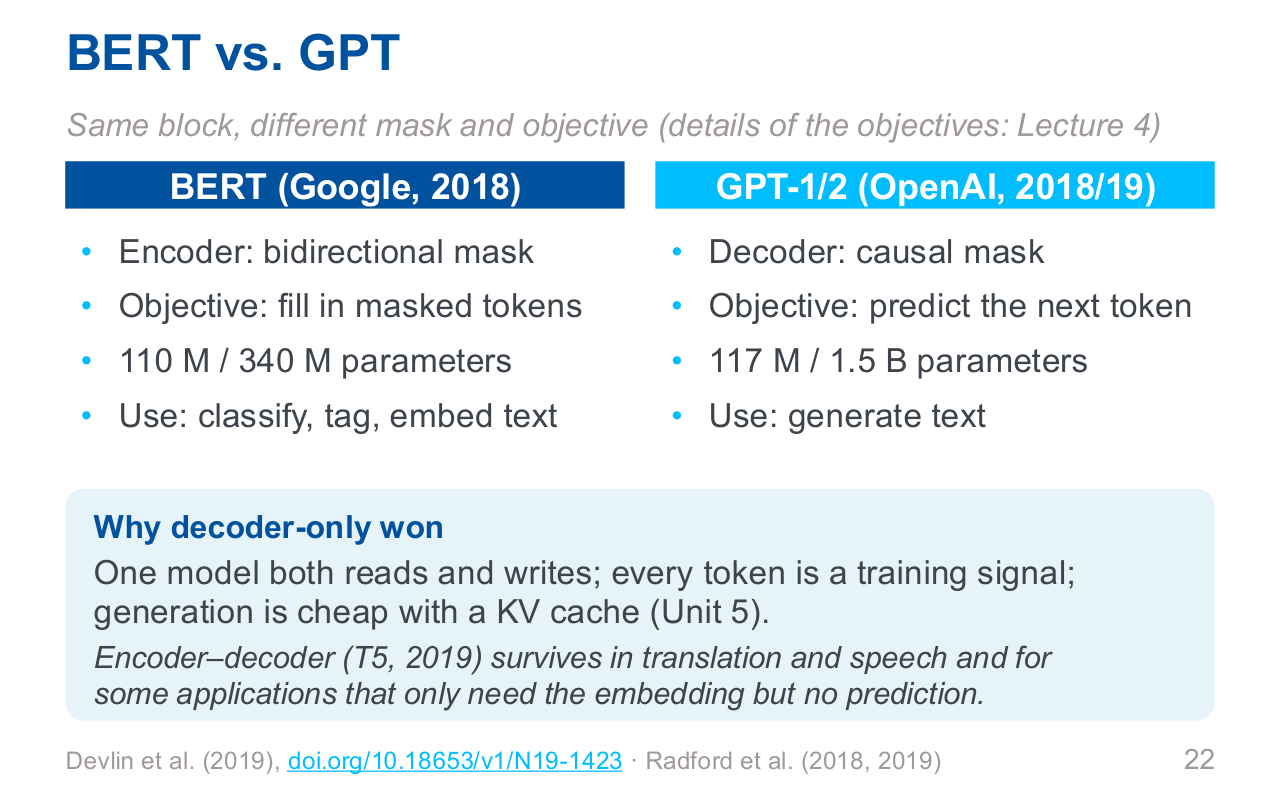 BERT vs. GPT
Same block, different mask and objective (details of the objectives: Lecture 4)
BERT (Google, 2018)
• Encoder: bidirectional mask
• Objective: fill in masked tokens
• 110 M / 340 M parameters
• Use: classify, tag, embed text
GPT-1/2 (OpenAI, 2018/19)
• Decoder: causal mask
• Objective: predict the next token
• 117 M / 1.5 B parameters
• Use: generate text
Why decoder-only won
One model both reads and writes; every token is a training signal;
generation is cheap with a KV cache (Unit 5).
Encoder–decoder (T5, 2019) survives in translation and speech and for
some applications that only need the embedding but no prediction.
Devlin et al. (2019), doi.org/10.18653/v1/N19-1423 · Radford et al. (2018, 2019)
22